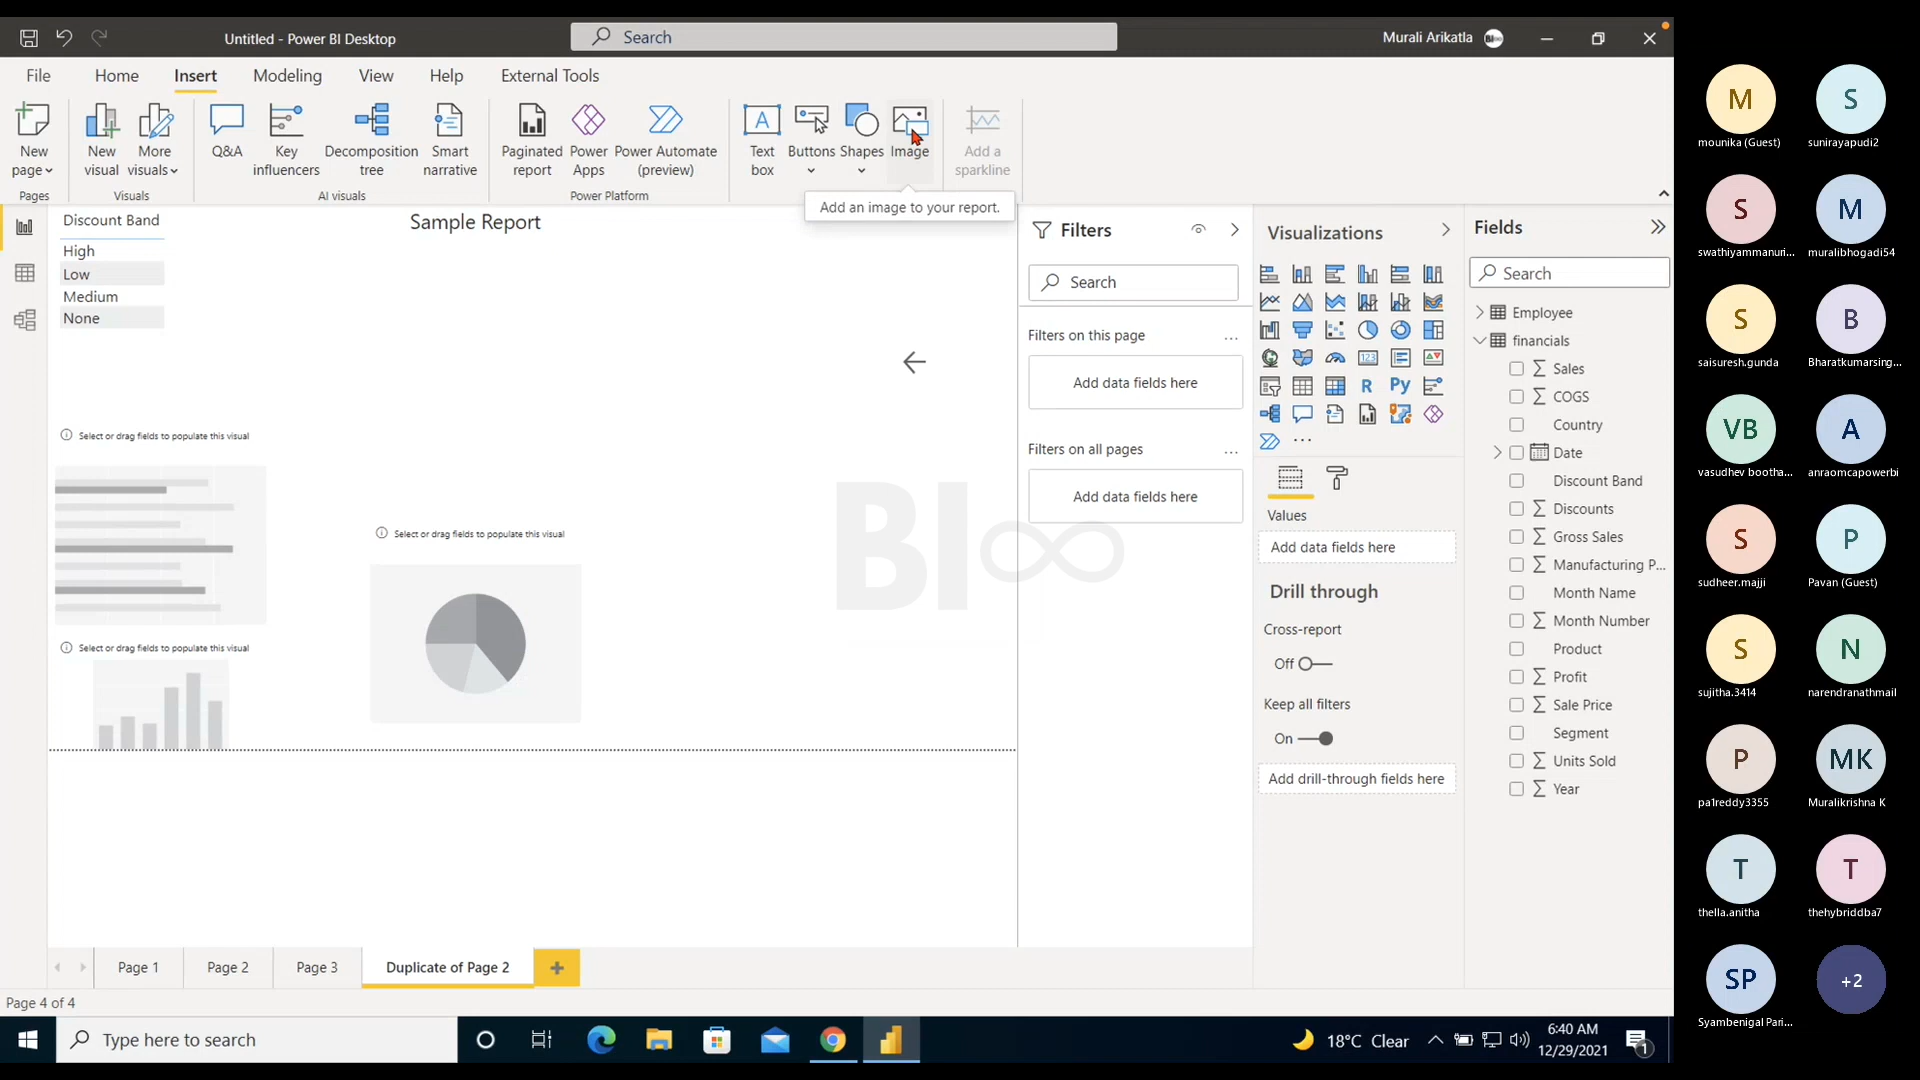 Untitled - Power BI Desktop
Search
Murali Arikatla
File
Home
Insert
Modeling
View
Help
External Tools
New page
New visual
More visuals
Q&A
Key influencers
Decomposition tree
Smart narrative
Paginated report
Power Apps
Power Automate (preview)
Text box
Buttons
Shapes
Image
Add a sparkline
Pages
Visuals
AI visuals
Power Platform
Add an image to your report.
Discount Band
High
Low
Medium
None
Sample Report
Select or drag fields to populate this visual
Select or drag fields to populate this visual
Select or drag fields to populate this visual
BI∞
Filters
Search
Filters on this page
...
Add data fields here
Filters on all pages
...
Add data fields here
Visualizations
123
R
Py
...
Values
Add data fields here
Drill through
Cross-report
Off
Keep all filters
On
Add drill-through fields here
Fields
Search
Employee
financials
Sales
COGS
Country
Date
Discount Band
Discounts
Gross Sales
Manufacturing P...
Month Name
Month Number
Product
Profit
Sale Price
Segment
Units Sold
Year
Page 1
Page 2
Page 3
Duplicate of Page 2
Page 4 of 4
Type here to search
18°C Clear
6:40 AM
12/29/2021
1
M
mounika (Guest)
S
sunirayapudi2
S
swathiyammanuri...
M
muralibhogadi54
S
saisuresh.gunda
B
Bharatkumarsing...
VB
vasudhev bootha...
A
anraomcapowerbi
S
sudheer.majji
P
Pavan (Guest)
S
sujitha.3414
N
narendranathmail
P
pa1reddy3355
MK
Muralikrishna K
T
thella.anitha
T
thehybriddba7
SP
Syambenigal Pari...
+2